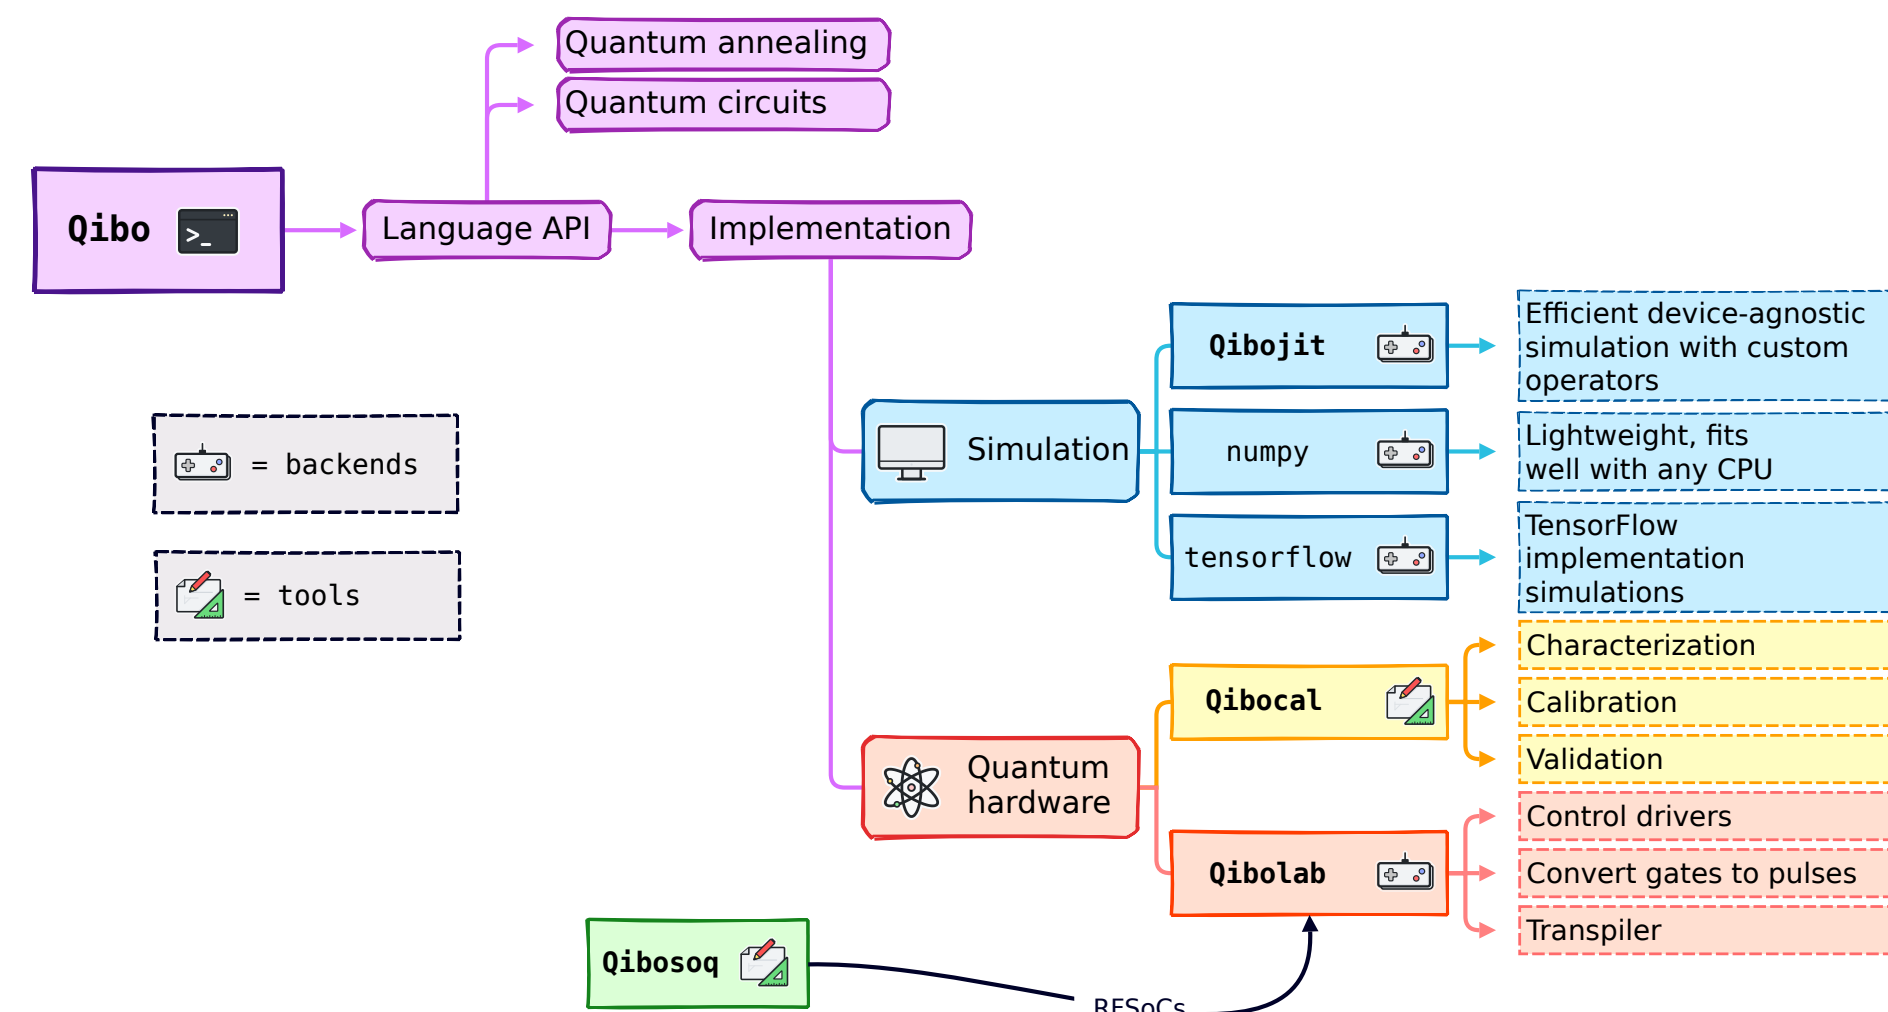 Quantum annealing
Quantum circuits
Qibo
>_
Language API
Implementation
Efficient device-agnostic
simulation with custom
operators
Qibojit
Lightweight, fits
well with any CPU
numpy
Simulation
TensorFlow
implementation
simulations
tensorflow
= backends
= tools
Characterization
Qibocal
Calibration
Validation
Quantum
hardware
Control drivers
Qibolab
Convert gates to pulses
Transpiler
Qibosoq
RFSoCs